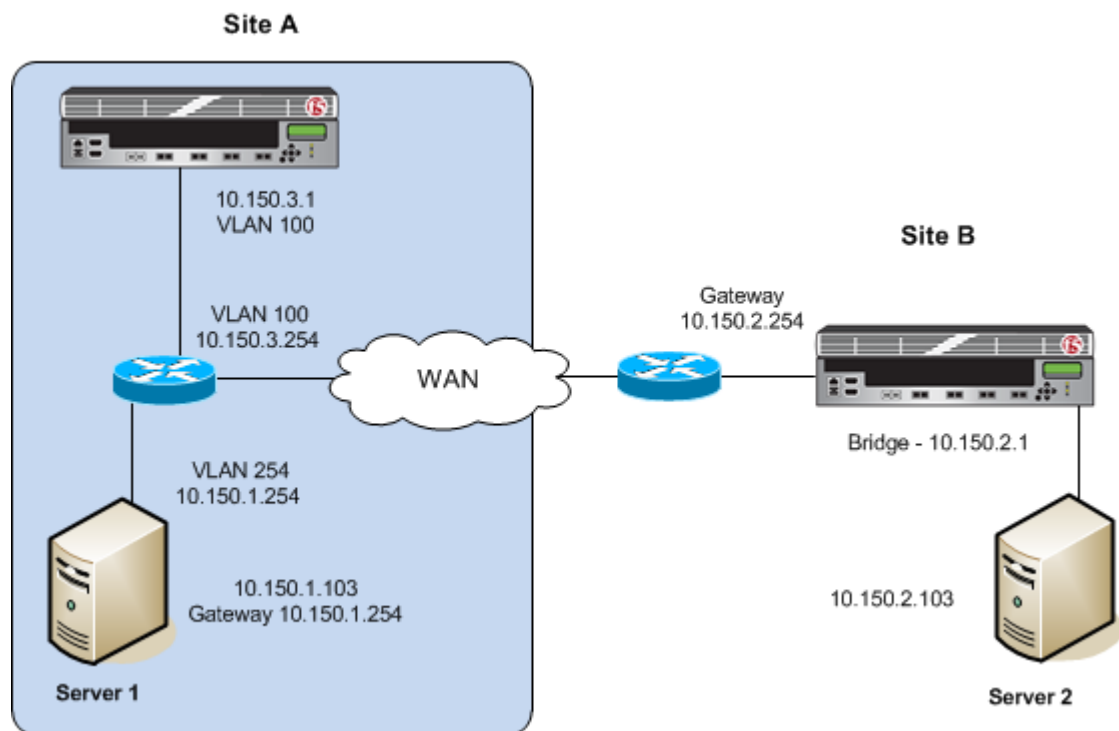 Site A
10.150.3.1
VLAN 100
VLAN 100
10.150.3.254
WAN
VLAN 254
10.150.1.254
10.150.1.103
Gateway 10.150.1.254
Server 1
Site B
Gateway
10.150.2.254
Bridge - 10.150.2.1
10.150.2.103
Server 2